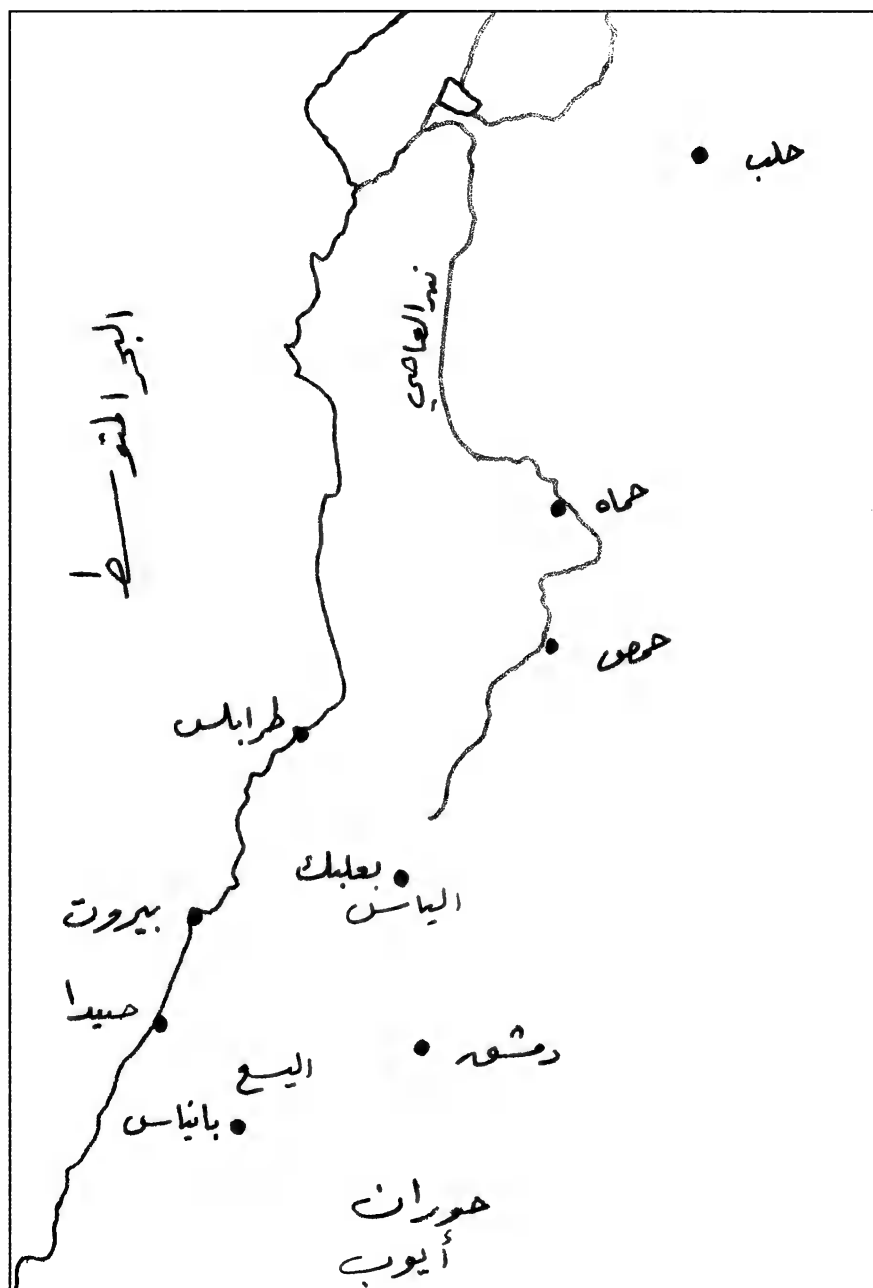 حلب
نهر العاصي
البحر المتوسط
حماه
حمص
طرابلس
بعلبك
الياس
بيروت
صيدا
دمشق
اليسع
بانياس
حوران
أيوب